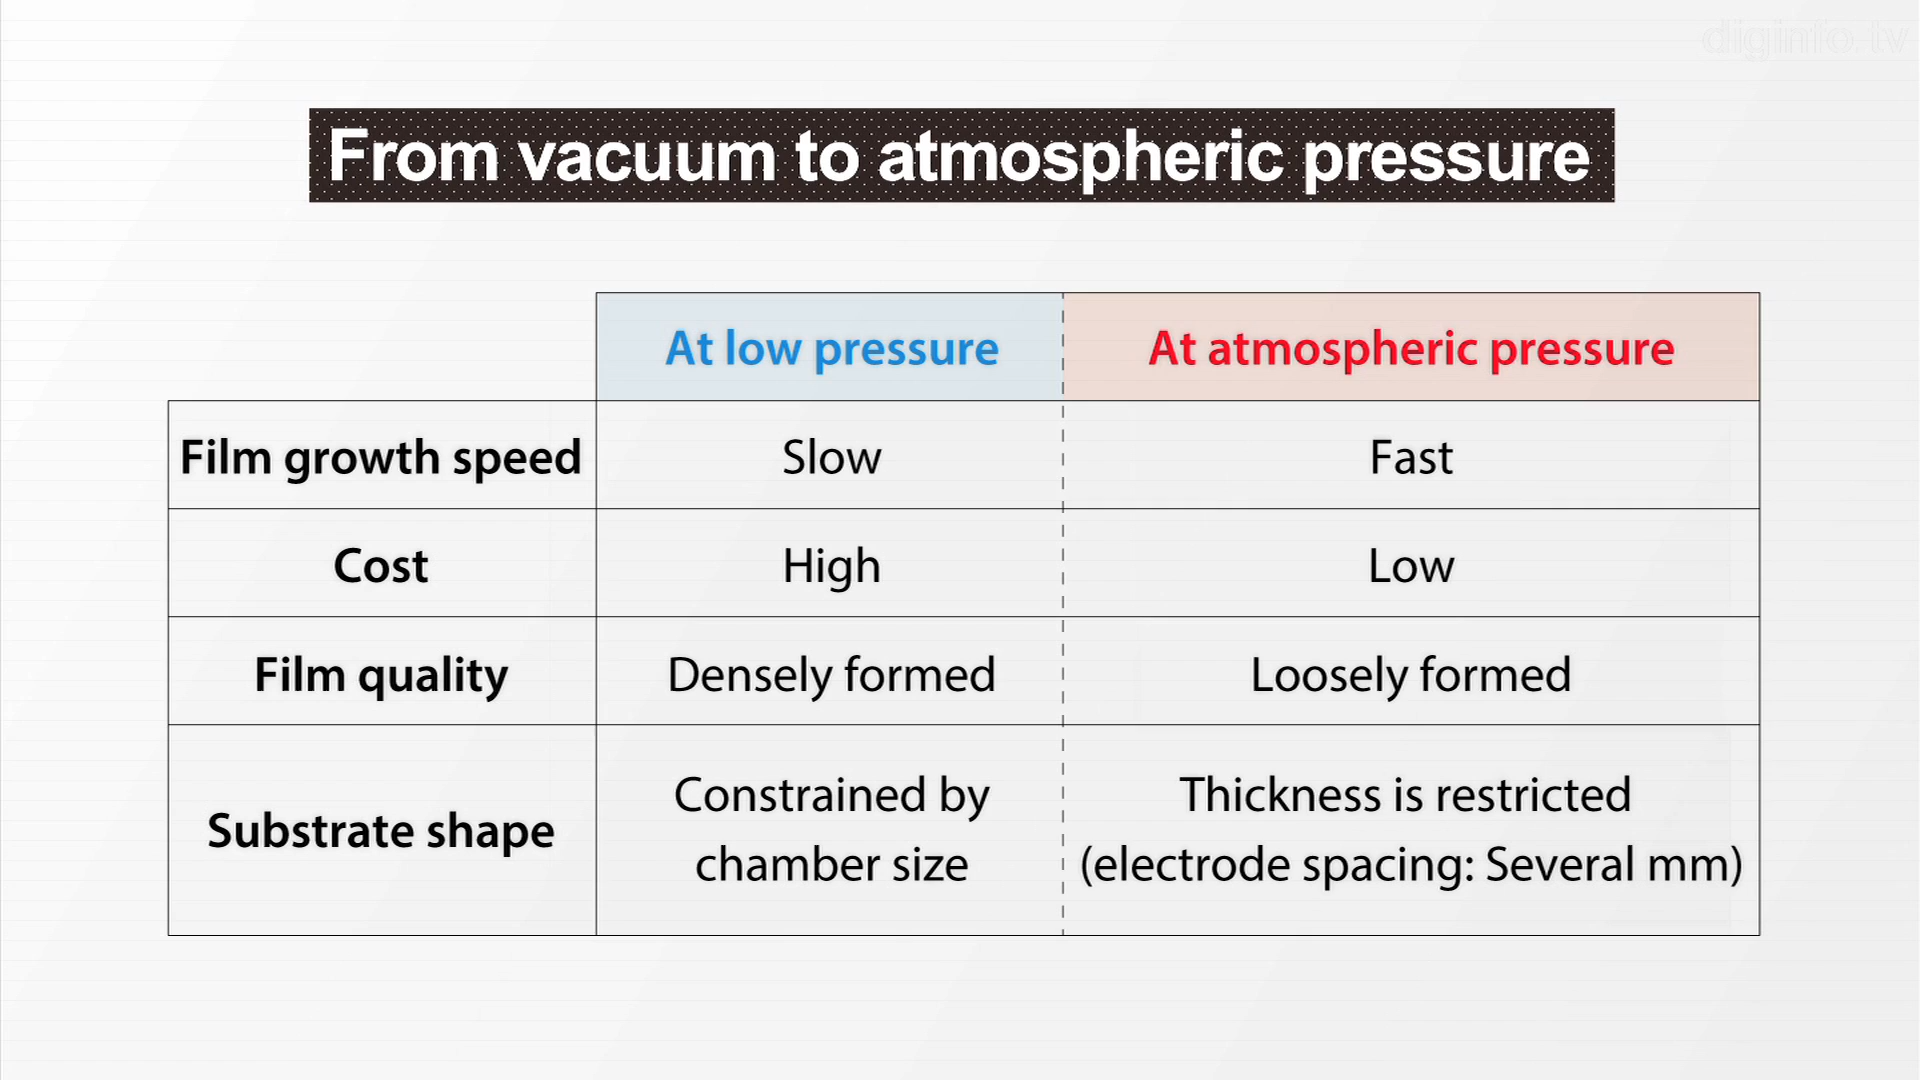 diginfo.tv
From vacuum to atmospheric pressure
At low pressure
At atmospheric pressure
Film growth speed
Slow
Fast
Cost
High
Low
Film quality
Densely formed
Loosely formed
Substrate shape
Constrained by
chamber size
Thickness is restricted
(electrode spacing: Several mm)